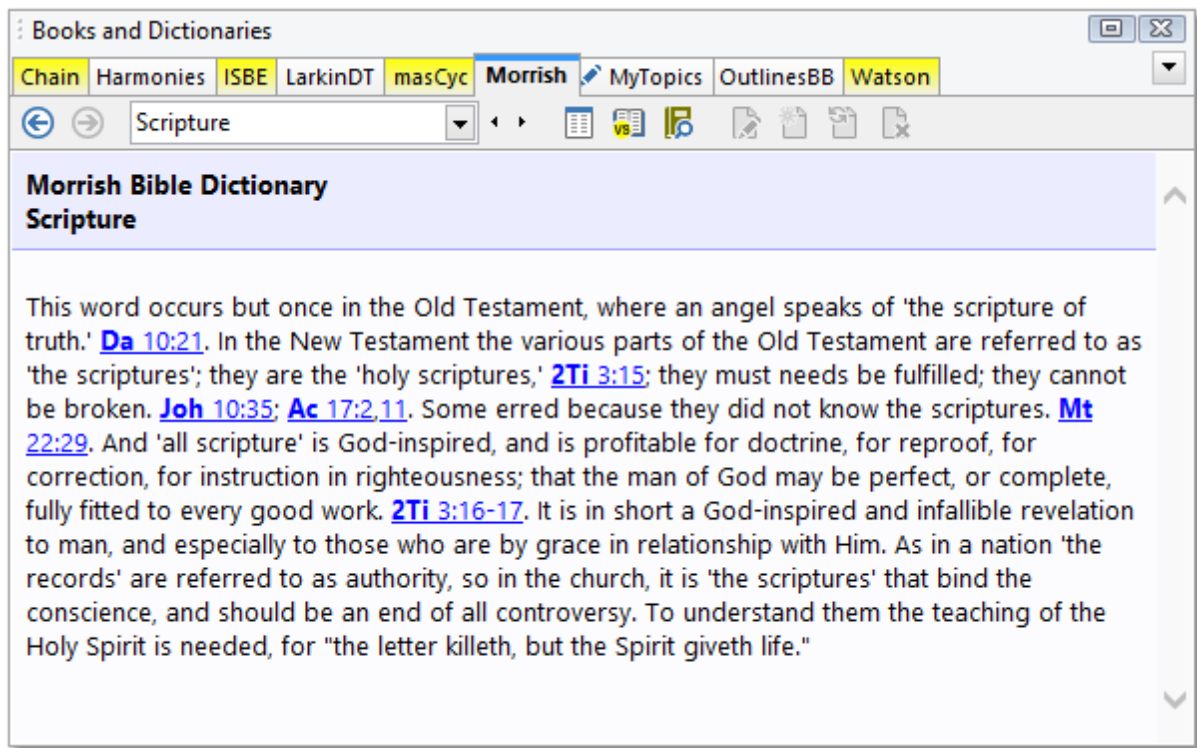 Books and Dictionaries
Chain Harmonies ISBE LarkinDT masCyc Morrish MyTopics OutlinesBB Watson
Scripture VS
Morrish Bible Dictionary
Scripture
This word occurs but once in the Old Testament, where an angel speaks of 'the scripture of
truth.' Da 10:21. In the New Testament the various parts of the Old Testament are referred to as
'the scriptures'; they are the 'holy scriptures,' 2Ti 3:15; they must needs be fulfilled; they cannot
be broken. Joh 10:35; Ac 17:2,11. Some erred because they did not know the scriptures. Mt
22:29. And 'all scripture' is God-inspired, and is profitable for doctrine, for reproof, for
correction, for instruction in righteousness; that the man of God may be perfect, or complete,
fully fitted to every good work. 2Ti 3:16-17. It is in short a God-inspired and infallible revelation
to man, and especially to those who are by grace in relationship with Him. As in a nation 'the
records' are referred to as authority, so in the church, it is 'the scriptures' that bind the
conscience, and should be an end of all controversy. To understand them the teaching of the
Holy Spirit is needed, for "the letter killeth, but the Spirit giveth life."